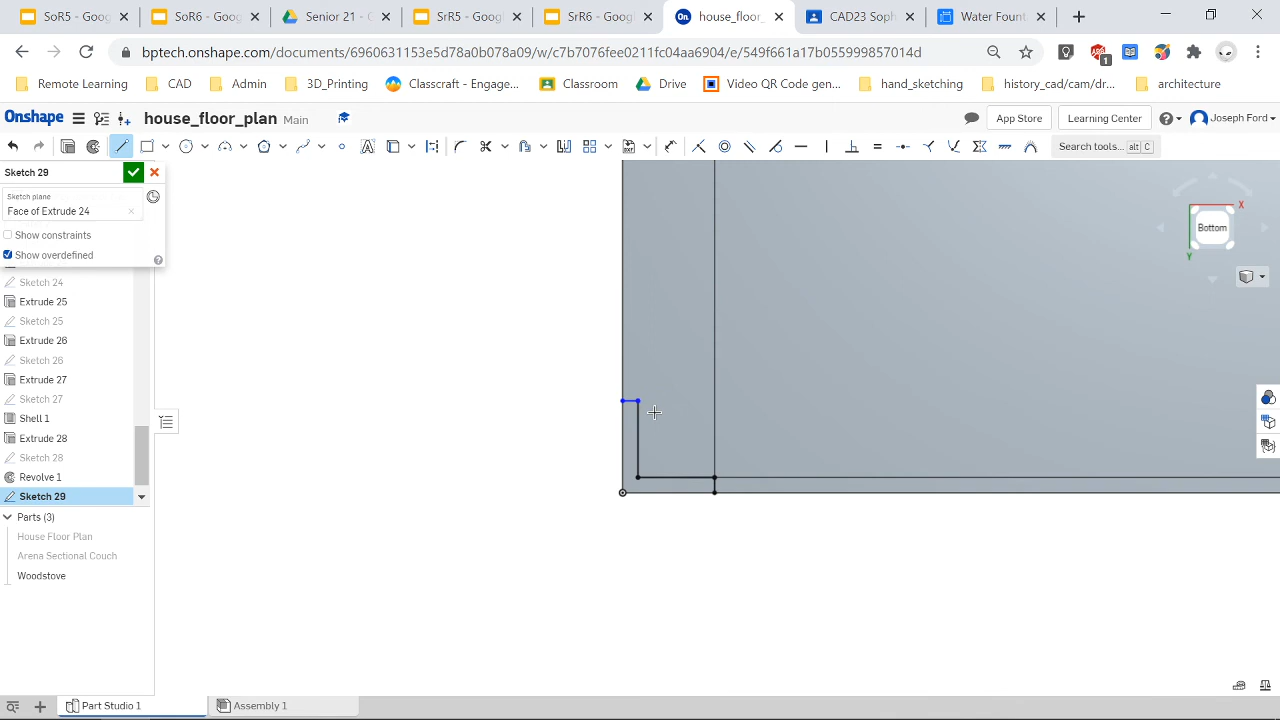 SoR5 - Goog
SoR6 - Goog
Senior 21 - G
SrR5 - Googl
SrR6 - Googl
house_floor_
CAD23 Soph
Water Fount
bptech.onshape.com/documents/6960631153e5d78a0b078a09/w/c7b7076fee0211fc04aa6904/e/549f661a17b055999857014d
1
Remote Learning
CAD
Admin
3D_Printing
Classcraft - Engage...
Classroom
Drive
Video QR Code gen...
hand_sketching
history_cad/cam/dr...
architecture
Onshape
house_floor_plan Main
App Store
Learning Center
Joseph Ford
Search tools... alt C
Sketch 29
Sketch plane
Face of Extrude 24
Show constraints
Show overdefined
Sketch 24
Extrude 25
Sketch 25
Extrude 26
Sketch 26
Extrude 27
Sketch 27
Shell 1
Extrude 28
Sketch 28
Revolve 1
Sketch 29
Parts (3)
House Floor Plan
Arena Sectional Couch
Woodstove
X
Bottom
Y
Part Studio 1
Assembly 1